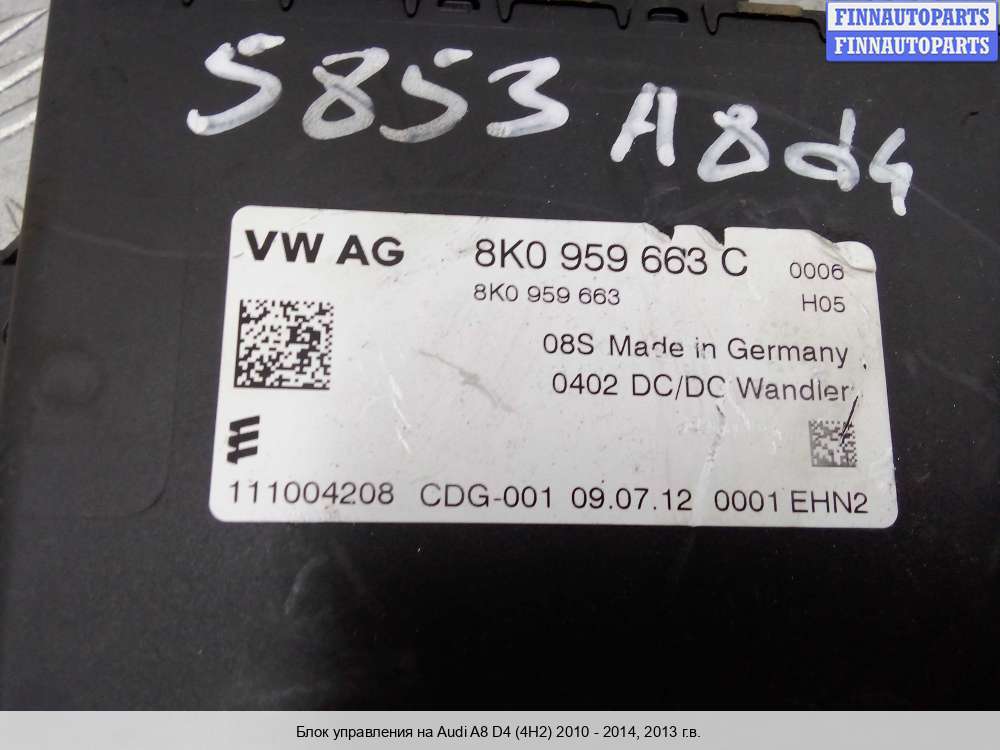 FINNAUTOPARTS
FINNAUTOPARTS
5853 A8d4
VW AG 8K0 959 663 C 0006
8K0 959 663 H05
08S Made in Germany
0402 DC/DC Wandler
111004208 CDG-001 09.07.12 0001 EHN2
Блок управления на Audi A8 D4 (4H2) 2010 - 2014, 2013 г.в.